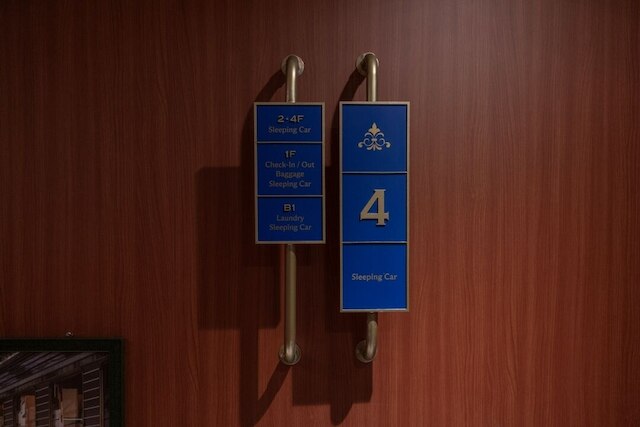 2-4F
Sleeping Car
1F
Check-In / Out
Baggage
Sleeping Car
B1
Laundry
Sleeping Car
4
Sleeping Car